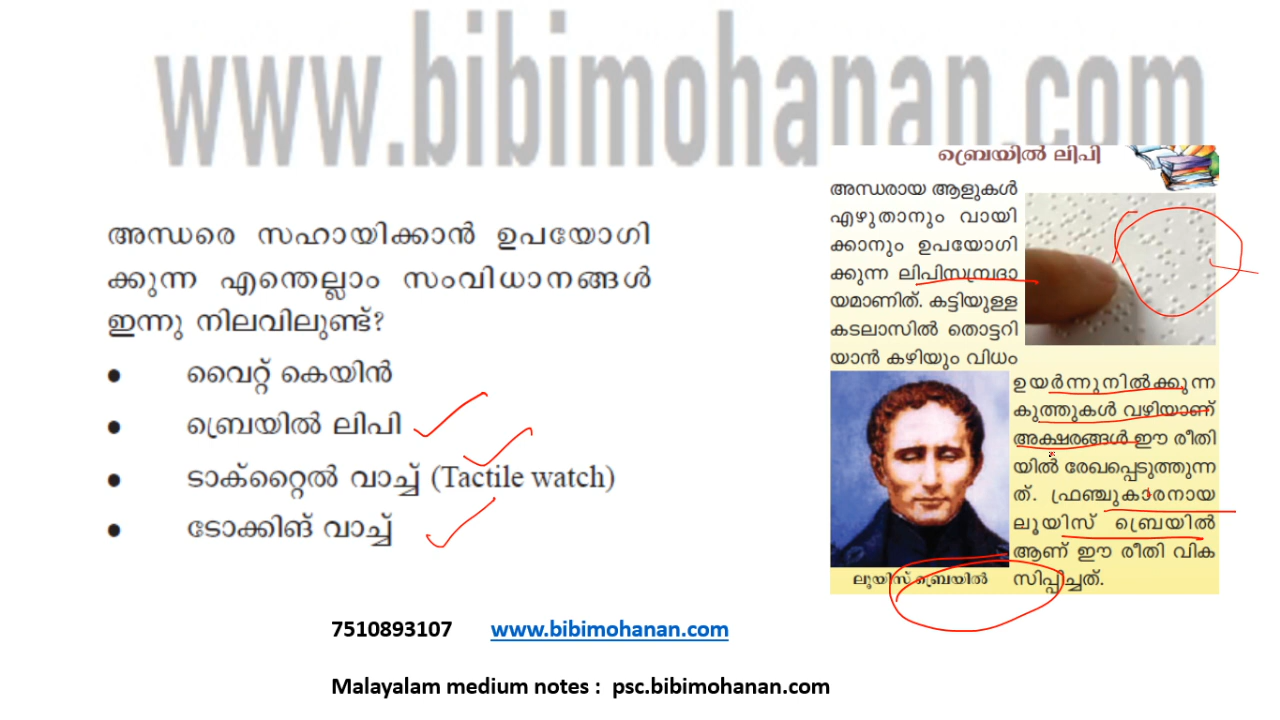 www.bibimohanan.com
അന്ധരെ സഹായിക്കാൻ ഉപയോഗി
ക്കുന്ന എന്തെല്ലാം സംവിധാനങ്ങൾ
ഇന്നു നിലവിലുണ്ട്?
• വൈറ്റ് കെയിൻ
• ബ്രെയിൽ ലിപി
• ടാക്റ്റൈൽ വാച്ച് (Tactile watch)
• ടോക്കിങ് വാച്ച്
ബ്രെയിൽ ലിപി
അന്ധരായ ആളുകൾ
എഴുതാനും വായി
ക്കാനും ഉപയോഗി
ക്കുന്ന ലിപിസമ്പ്രദാ
യമാണിത്. കട്ടിയുള്ള
കടലാസിൽ തൊട്ടറി
യാൻ കഴിയും വിധം
ഉയർന്നുനിൽക്കുന്ന
കുത്തുകൾ വഴിയാണ്
അക്ഷരങ്ങൾ ഈ രീതി
യിൽ രേഖപ്പെടുത്തുന്ന
ത്. ഫ്രഞ്ചുകാരനായ
ലൂയിസ് ബ്രെയിൽ
ആണ് ഈ രീതി വിക
സിപ്പിച്ചത്.
ലൂയിസ് ബ്രെയിൽ
7510893107 www.bibimohanan.com
Malayalam medium notes : psc.bibimohanan.com